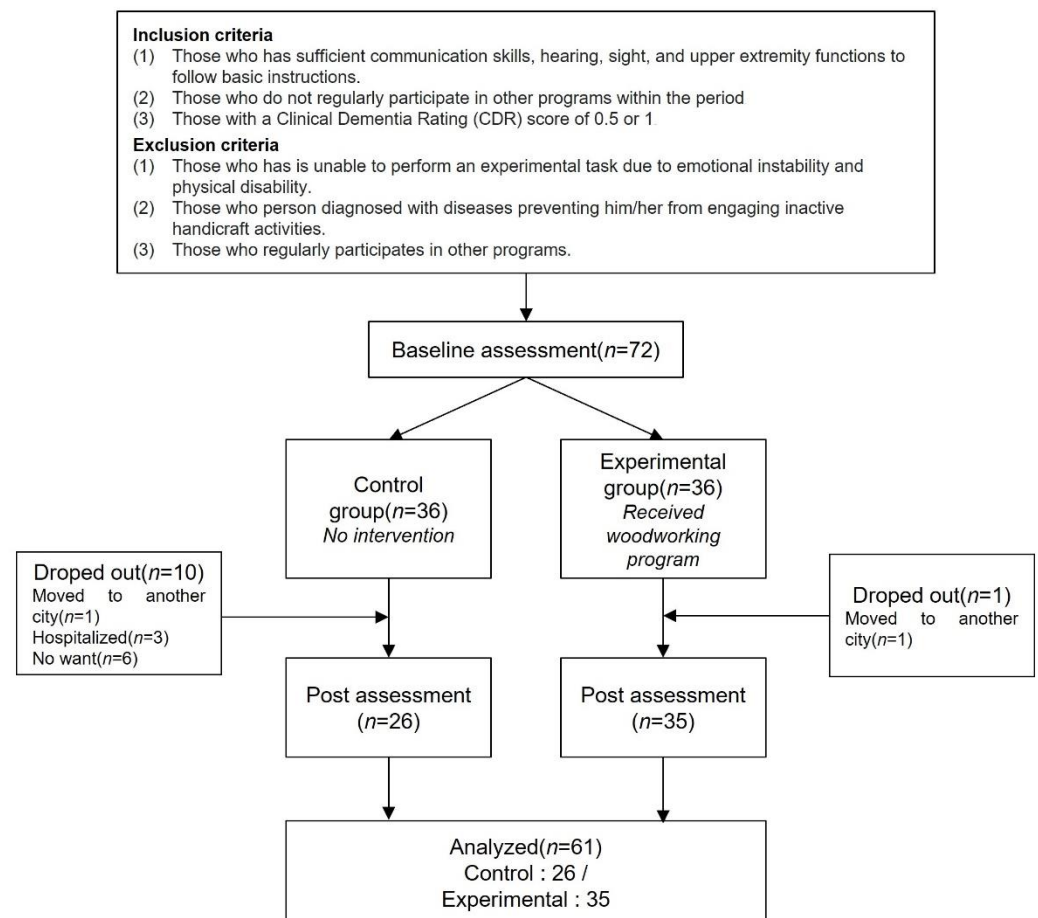 Inclusion criteria
(1) Those who has sufficient communication skills, hearing, sight, and upper extremity functions to
follow basic instructions.
(2) Those who do not regularly participate in other programs within the period
(3) Those with a Clinical Dementia Rating (CDR) score of 0.5 or 1
Exclusion criteria
(1) Those who has is unable to perform an experimental task due to emotional instability and
physical disability.
(2) Those who person diagnosed with diseases preventing him/her from engaging inactive
handicraft activities.
(3) Those who regularly participates in other programs.
Baseline assessment(n=72)
Control
group(n=36)
No intervention
Experimental
group(n=36)
Received
woodworking
program
Droped out(n=10)
Moved to another
city(n=1)
Hospitalized(n=3)
No want(n=6)
Droped out(n=1)
Moved to another
city(n=1)
Post assessment
(n=26)
Post assessment
(n=35)
Analyzed(n=61)
Control : 26 /
Experimental : 35